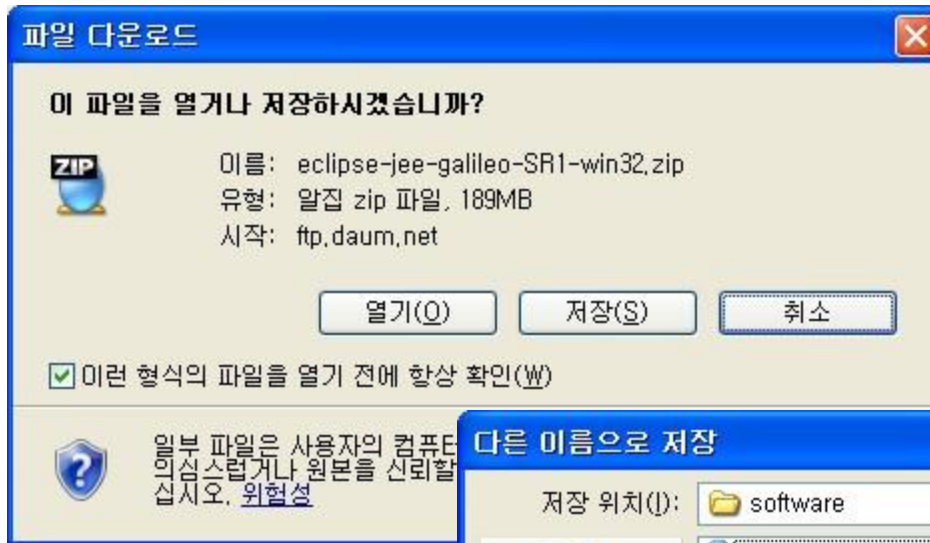 파일 다운로드
이 파일을 열거나 저장하시겠습니까?
ZIP
이름: eclipse-jee-galileo-SR1-win32.zip
유형: 알집 zip 파일, 189MB
시작: ftp.daum.net
열기(O) 저장(S) 취소
이런 형식의 파일을 열기 전에 항상 확인(W)
일부 파일은 사용자의 컴퓨터
의심스럽거나 원본을 신뢰할
십시오. 위험성
다른 이름으로 저장
저장 위치(I): software